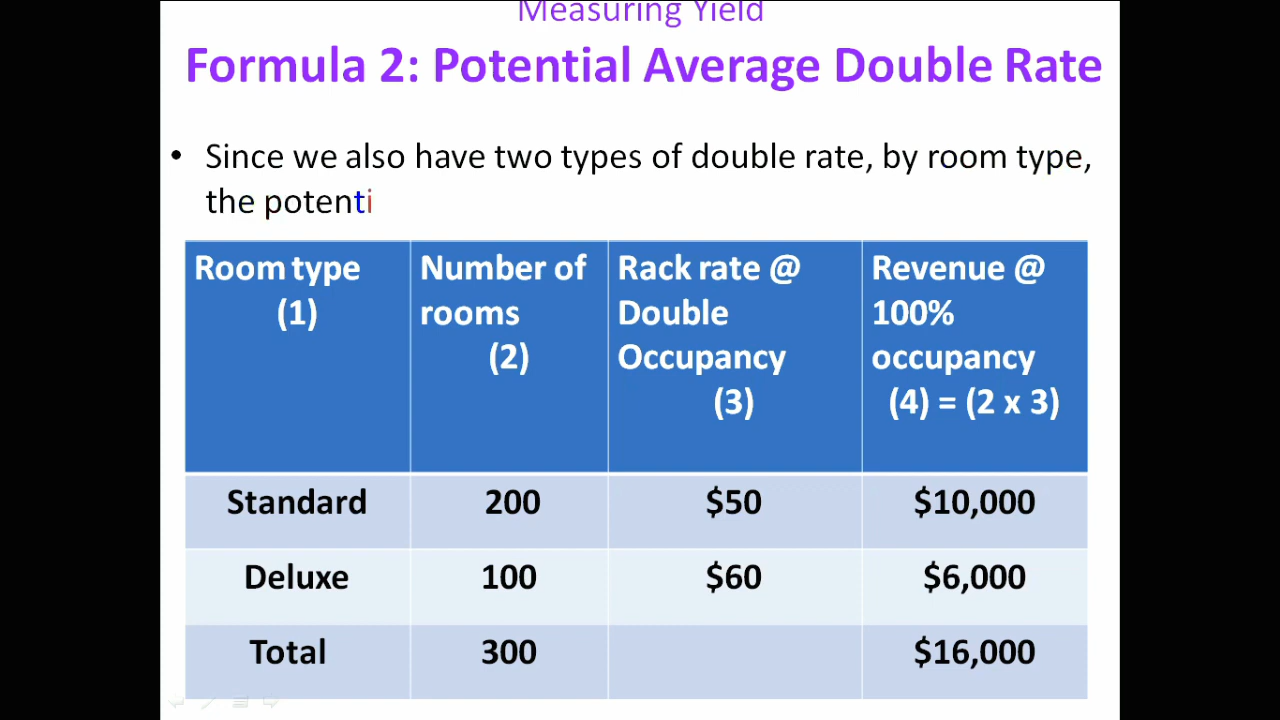 Measuring Yield
Formula 2: Potential Average Double Rate
• Since we also have two types of double rate, by room type,
the potenti
Room type
(1)
Number of
rooms
(2)
Rack rate @
Double
Occupancy
(3)
Revenue @
100%
occupancy
(4) = (2 x 3)
Standard 200 $50 $10,000
Deluxe 100 $60 $6,000
Total 300 $16,000